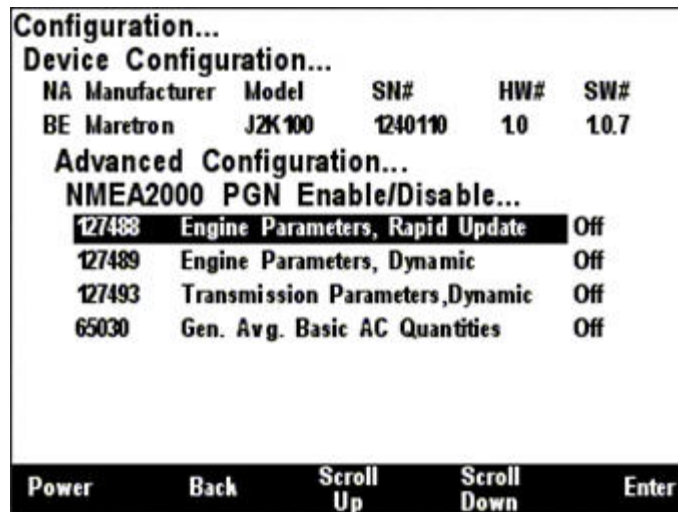 Configuration...
Device Configuration...
NA Manufacturer Model SN# HW# SW#
BE Maretron J2K100 1240110 1.0 1.0.7
Advanced Configuration...
NMEA2000 PGN Enable/Disable...
127488 Engine Parameters, Rapid Update Off
127489 Engine Parameters, Dynamic Off
127493 Transmission Parameters,Dynamic Off
65030 Gen. Avg. Basic AC Quantities Off
Power Back Scroll Up Scroll Down Enter